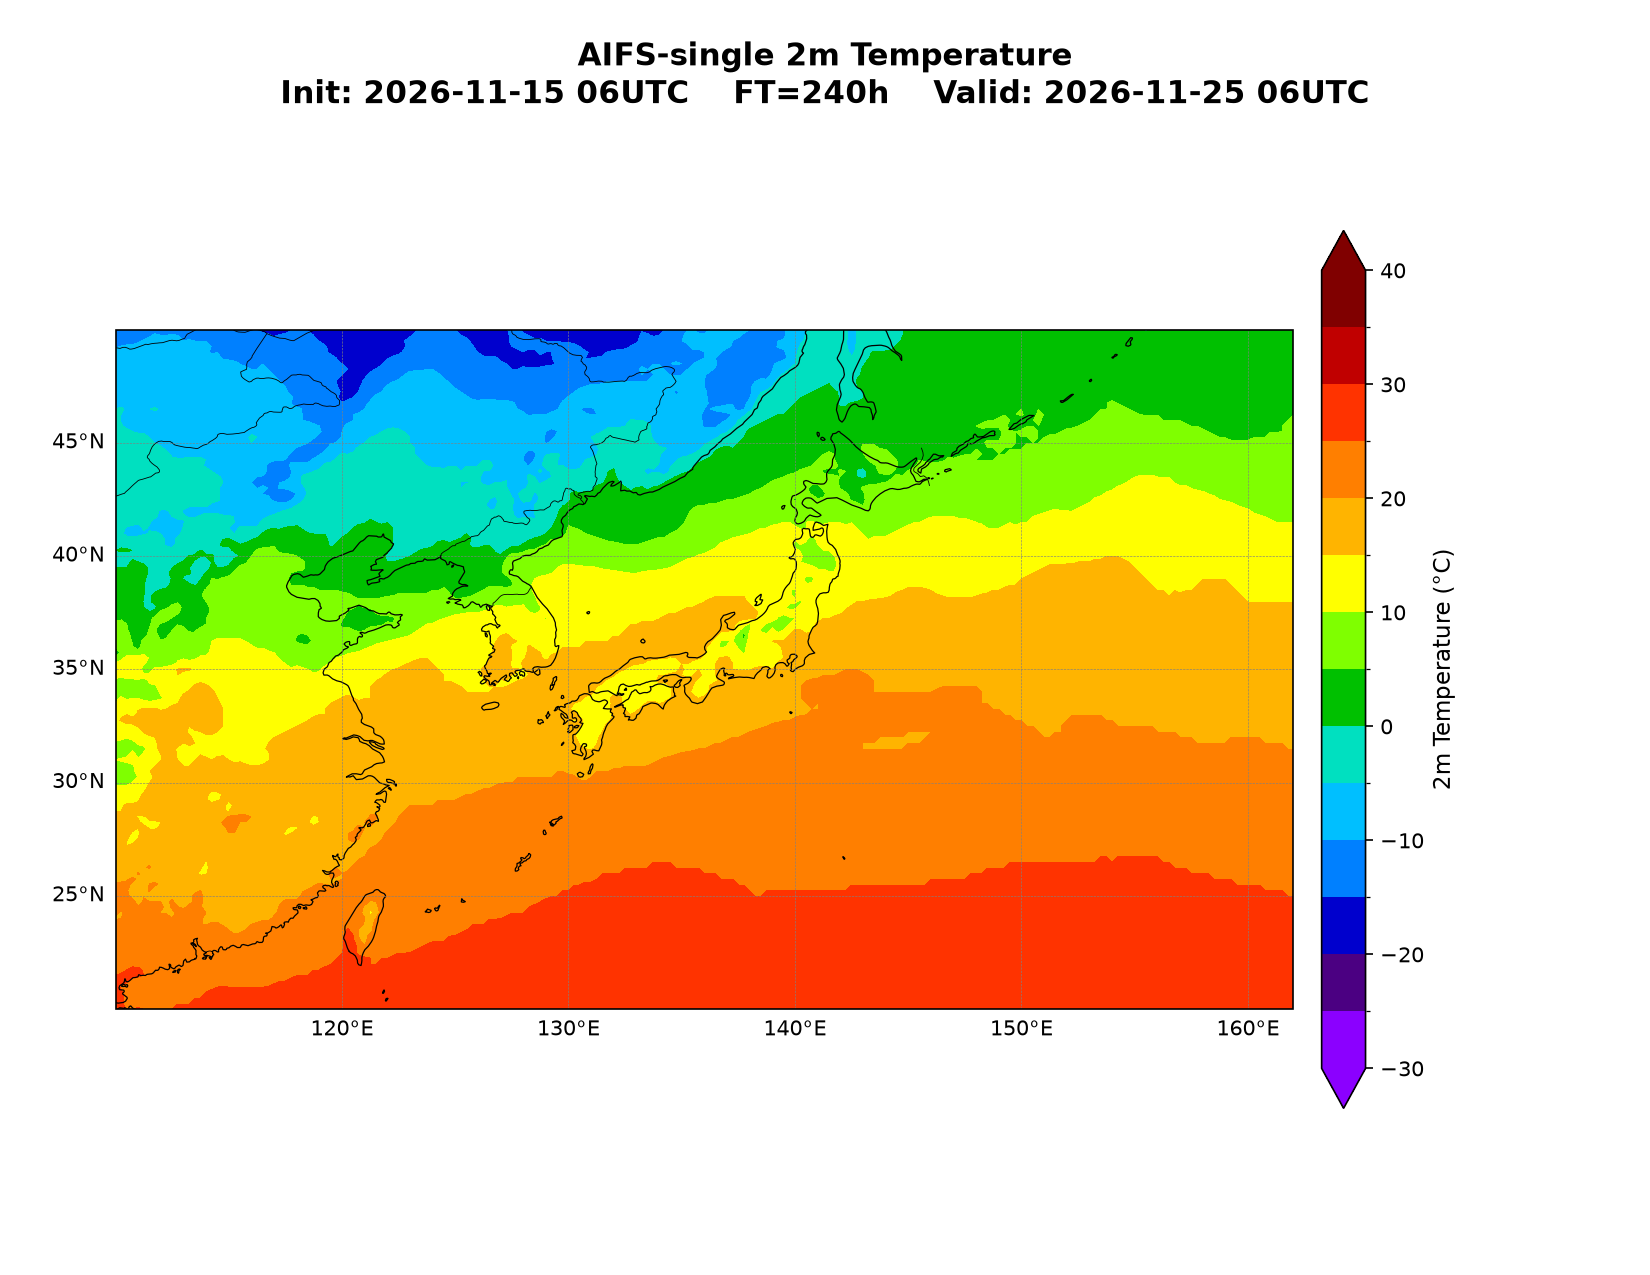 AIFS-single 2m Temperature
Init: 2026-11-15 06UTC    FT=240h    Valid: 2026-11-25 06UTC
45°N
40°N
35°N
30°N
25°N
120°E
130°E
140°E
150°E
160°E
40
30
20
10
0
−10
−20
−30
2m Temperature (°C)